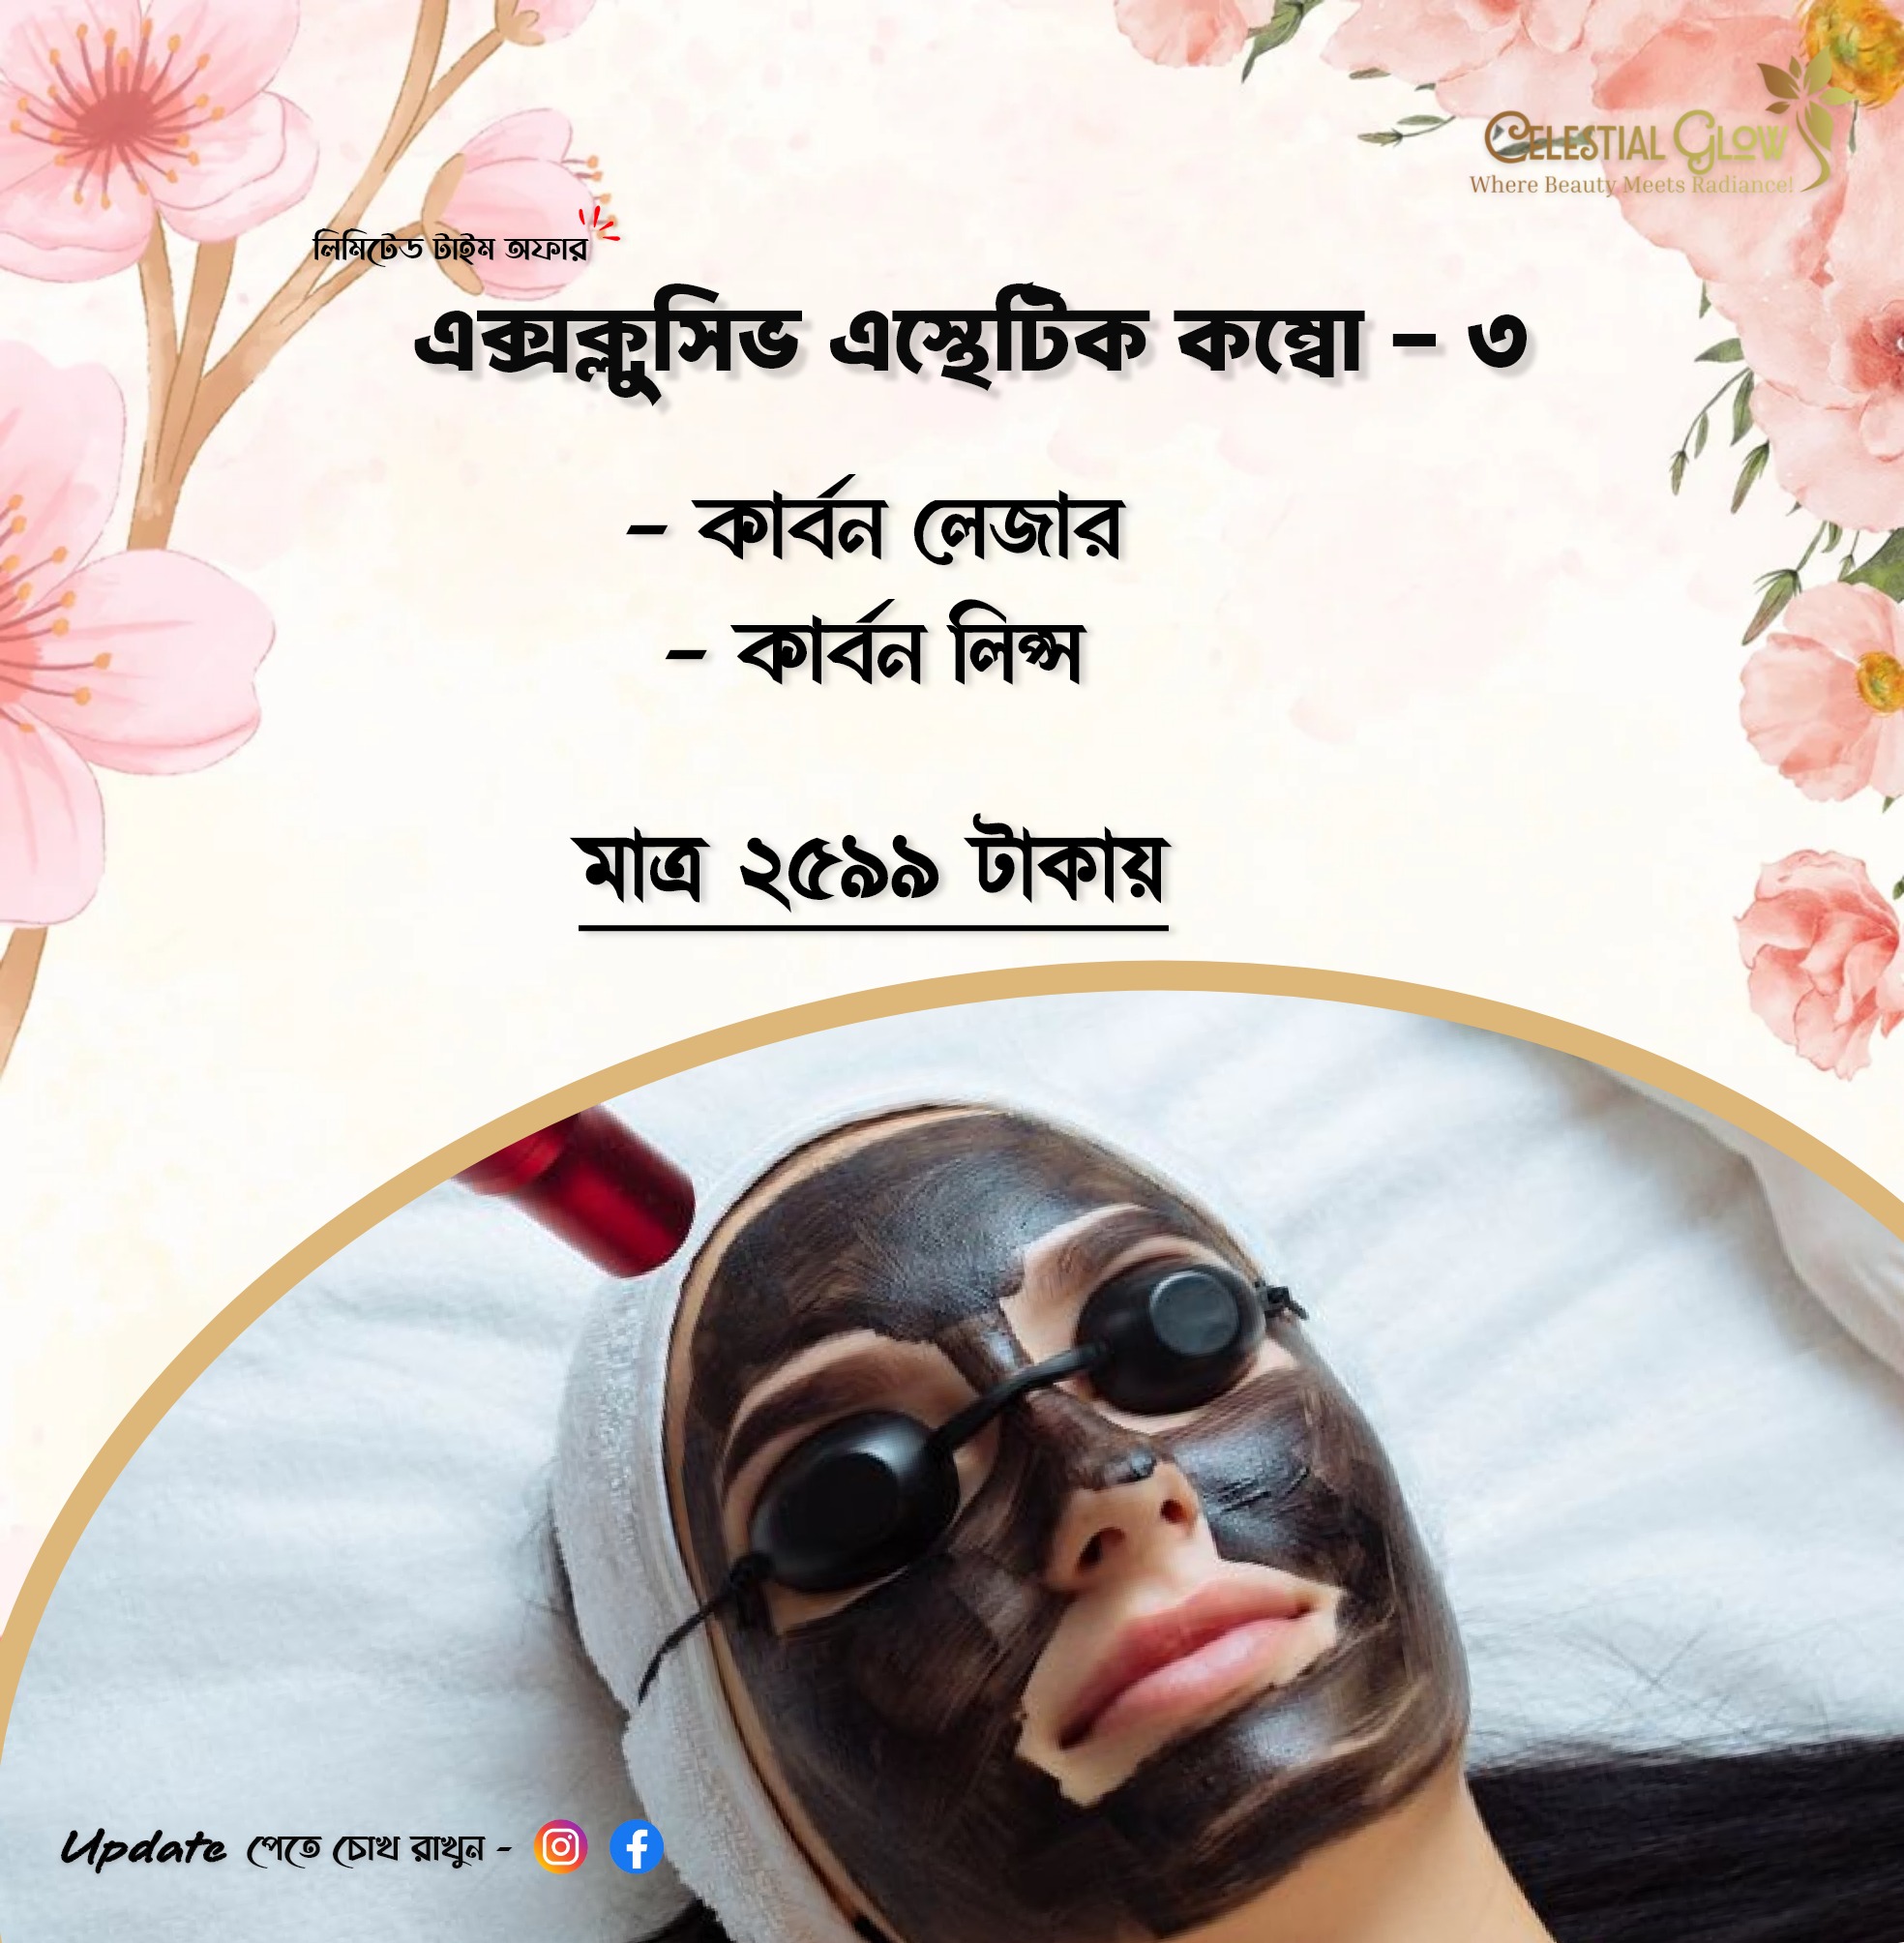 CELESTIAL GLOW
Where Beauty Meets Radiance!
লিমিটেড টাইম অফার
এক্সক্লুসিভ এস্থেটিক কম্বো – ৩
– কার্বন লেজার
– কার্বন লিপ্স
মাত্র ২৫৯৯ টাকায়
Update পেতে চোখ রাখুন -